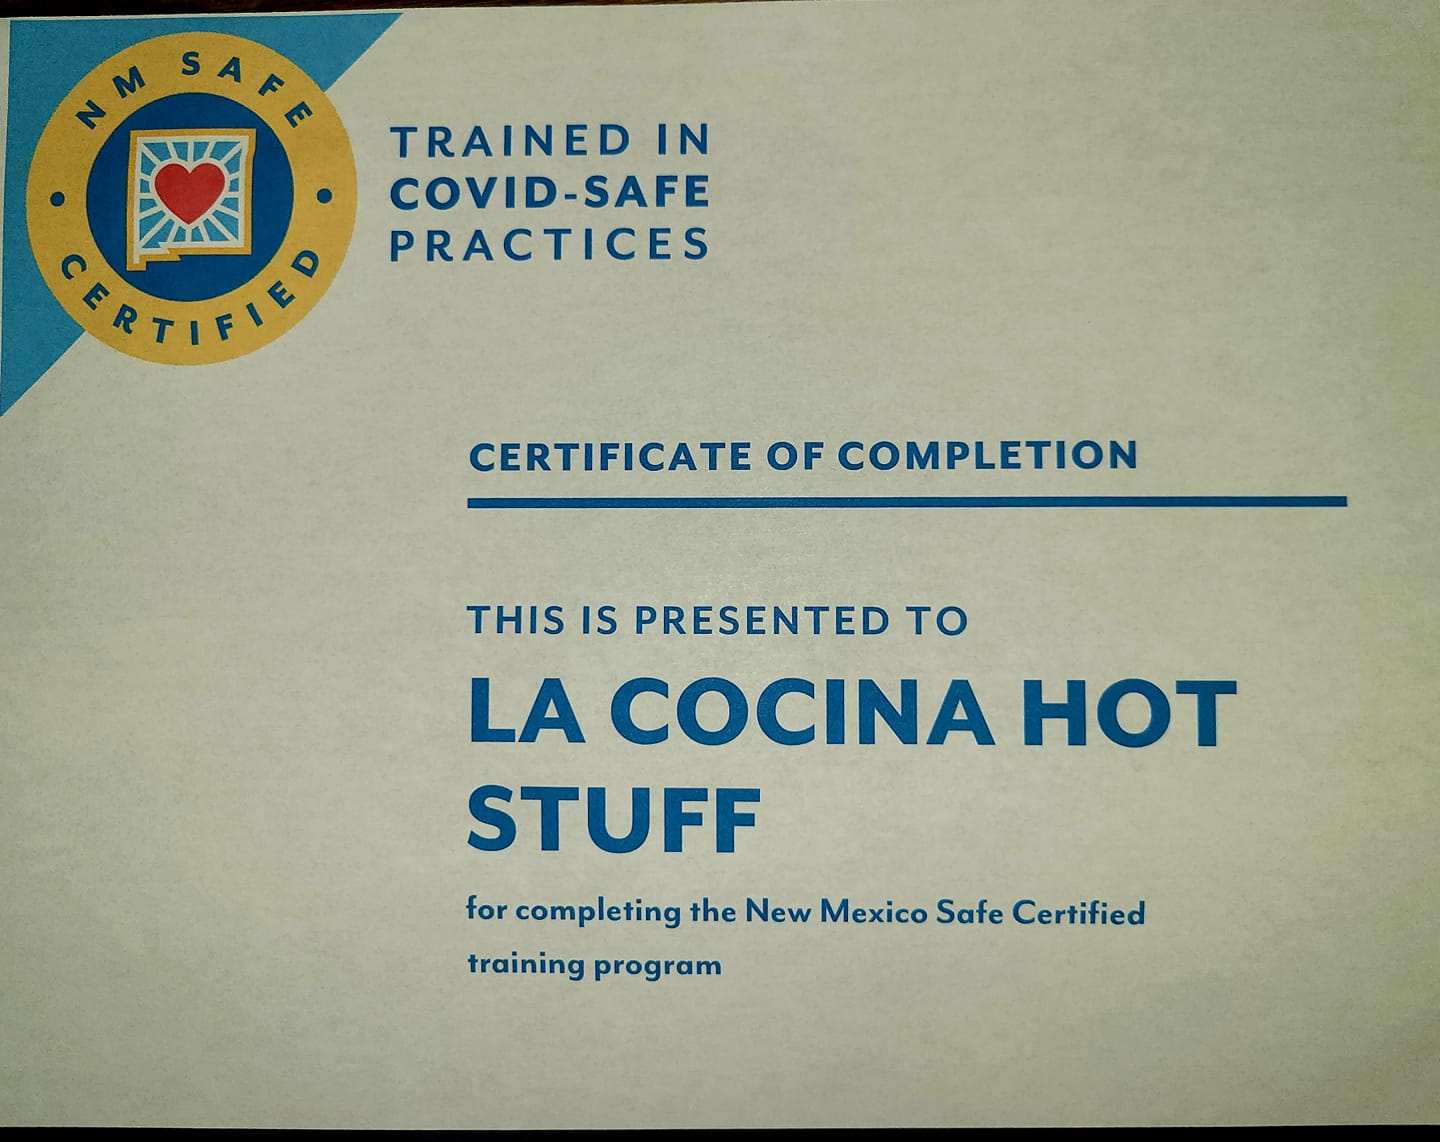 NM SAFE
CERTIFIED
TRAINED IN
COVID-SAFE
PRACTICES
CERTIFICATE OF COMPLETION
THIS IS PRESENTED TO
LA COCINA HOT
STUFF
for completing the New Mexico Safe Certified
training program